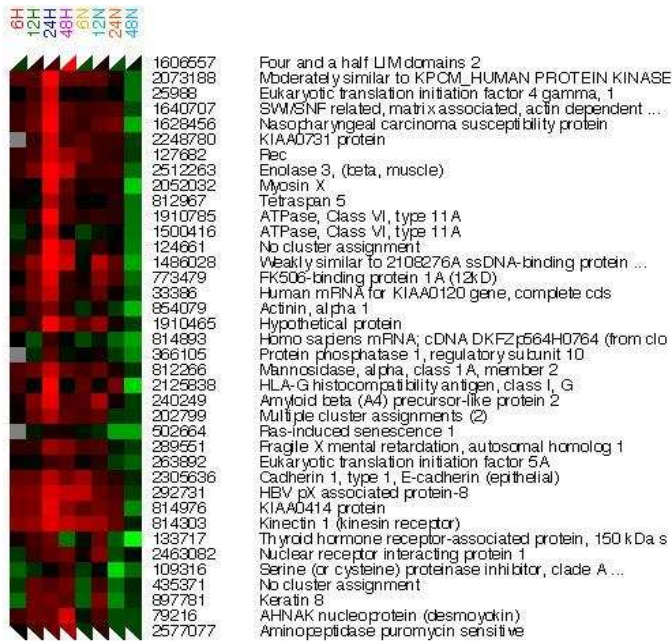 6H 12H 24H 48H 6N 12N 24N 48N
1606557 Four and a half LIM domains 2
2073188 Moderately similar to KPCM_HUMAN PROTEIN KINASE
25988 Eukaryotic translation initiation factor 4 gamma, 1
1640707 SWI/SNF related, matrix associated, actin dependent ...
1628456 Nasopharyngeal carcinoma susceptibility protein
2248780 KIAA0731 protein
127682 Rec
2512263 Enolase 3, (beta, muscle)
2052032 Myosin X
812967 Tetraspan 5
1910785 ATPase, Class VI, type 11A
1500416 ATPase, Class VI, type 11A
124661 No cluster assignment
1486028 Weakly similar to 2108276A ssDNA-binding protein ...
773479 FK506-binding protein 1A (12kD)
33386 Human mRNA for KIAA0120 gene, complete cds
854079 Actinin, alpha 1
1910465 Hypothetical protein
814893 Homo sapiens mRNA; cDNA DKFZp564H0764 (from clo
366105 Protein phosphatase 1, regulatory subunit 10
812266 Mannosidase, alpha, class 1A, member 2
2125838 HLA-G histocompatibility antigen, class I, G
240249 Amyloid beta (A4) precursor-like protein 2
202799 Multiple cluster assignments (2)
502664 Ras-induced senescence 1
289551 Fragile X mental retardation, autosomal homolog 1
263892 Eukaryotic translation initiation factor 5A
2305636 Cadherin 1, type 1, E-cadherin (epithelial)
292731 HBV pX associated protein-8
814976 KIAA0414 protein
814303 Kinectin 1 (kinesin receptor)
133717 Thyroid hormone receptor-associated protein, 150 kDa s
2463082 Nuclear receptor interacting protein 1
109316 Serine (or cysteine) proteinase inhibitor, clade A ...
435371 No cluster assignment
897781 Keratin 8
79216 AHNAK nucleoprotein (desmoyokin)
2577077 Aminopeptidase puromycin sensitive